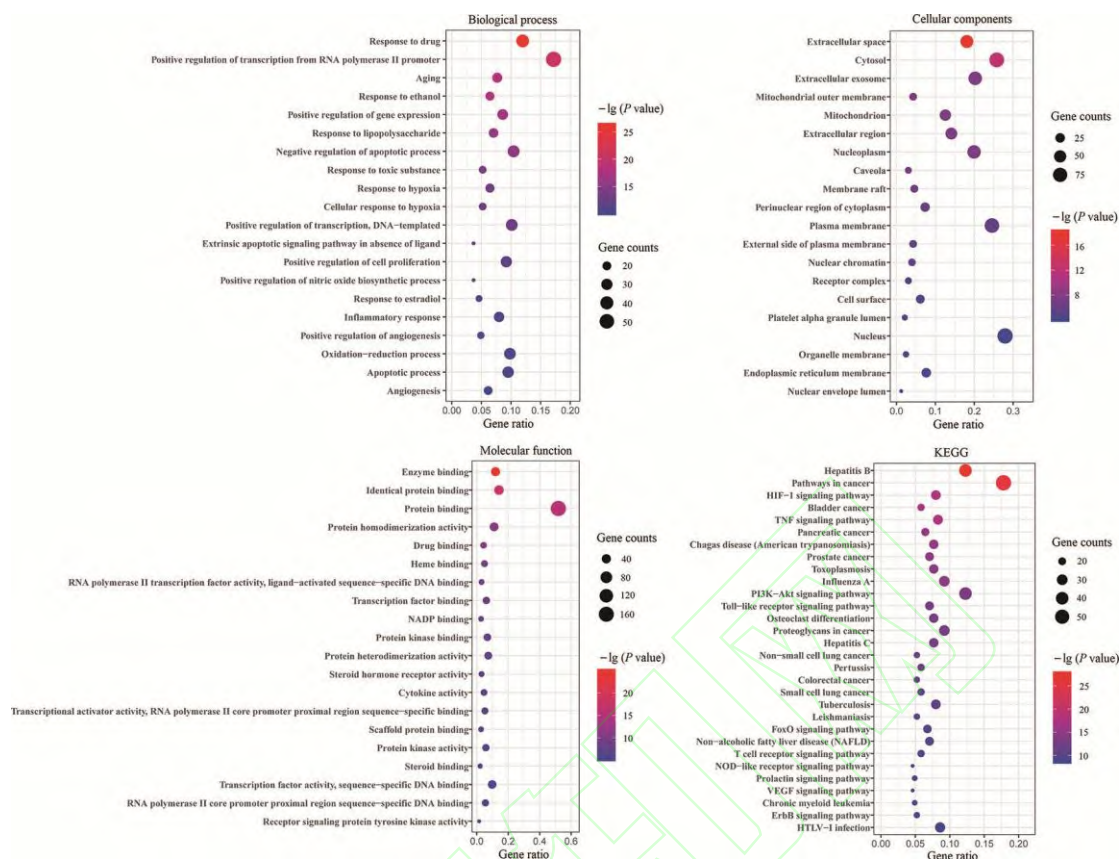 Biological process
Response to drug
Positive regulation of transcription from RNA polymerase II promoter
Aging
Response to ethanol
Positive regulation of gene expression
Response to lipopolysaccharide
Negative regulation of apoptotic process
Response to toxic substance
Response to hypoxia
Cellular response to hypoxia
Positive regulation of transcription, DNA−templated
Extrinsic apoptotic signaling pathway in absence of ligand
Positive regulation of cell proliferation
Positive regulation of nitric oxide biosynthetic process
Response to estradiol
Inflammatory response
Positive regulation of angiogenesis
Oxidation−reduction process
Apoptotic process
Angiogenesis
0.00 0.05 0.10 0.15 0.20
Gene ratio
−lg (P value)
25
20
15
Gene counts
20
30
40
50
Cellular components
Extracellular space
Cytosol
Extracellular exosome
Mitochondrial outer membrane
Mitochondrion
Extracellular region
Nucleoplasm
Caveola
Membrane raft
Perinuclear region of cytoplasm
Plasma membrane
External side of plasma membrane
Nuclear chromatin
Receptor complex
Cell surface
Platelet alpha granule lumen
Nucleus
Organelle membrane
Endoplasmic reticulum membrane
Nuclear envelope lumen
0.0 0.1 0.2 0.3
Gene ratio
Gene counts
25
50
75
−lg (P value)
16
12
8
Molecular function
Enzyme binding
Identical protein binding
Protein binding
Protein homodimerization activity
Drug binding
Heme binding
RNA polymerase II transcription factor activity, ligand−activated sequence−specific DNA binding
Transcription factor binding
NADP binding
Protein kinase binding
Protein heterodimerization activity
Steroid hormone receptor activity
Cytokine activity
Transcriptional activator activity, RNA polymerase II core promoter proximal region sequence−specific binding
Scaffold protein binding
Protein kinase activity
Steroid binding
Transcription factor activity, sequence−specific DNA binding
RNA polymerase II core promoter proximal region sequence−specific DNA binding
Receptor signaling protein tyrosine kinase activity
0.0 0.2 0.4 0.6
Gene ratio
Gene counts
40
80
120
160
−lg (P value)
20
10
KEGG
Hepatitis B
Pathways in cancer
HIF−1 signaling pathway
Bladder cancer
TNF signaling pathway
Pancreatic cancer
Chagas disease (American trypanosomiasis)
Prostate cancer
Toxoplasmosis
Influenza A
PI3K−Akt signaling pathway
Toll−like receptor signaling pathway
Osteoclast differentiation
Proteoglycans in cancer
Hepatitis C
Non−small cell lung cancer
Pertussis
Colorectal cancer
Small cell lung cancer
Tuberculosis
Leishmaniasis
FoxO signaling pathway
Non−alcoholic fatty liver disease (NAFLD)
T cell receptor signaling pathway
NOD−like receptor signaling pathway
Prolactin signaling pathway
VEGF signaling pathway
Chronic myeloid leukemia
ErbB signaling pathway
HTLV−I infection
0.00 0.05 0.10 0.15 0.20
Gene ratio
Gene counts
20
30
40
50
−lg (P value)
25
20
15
10